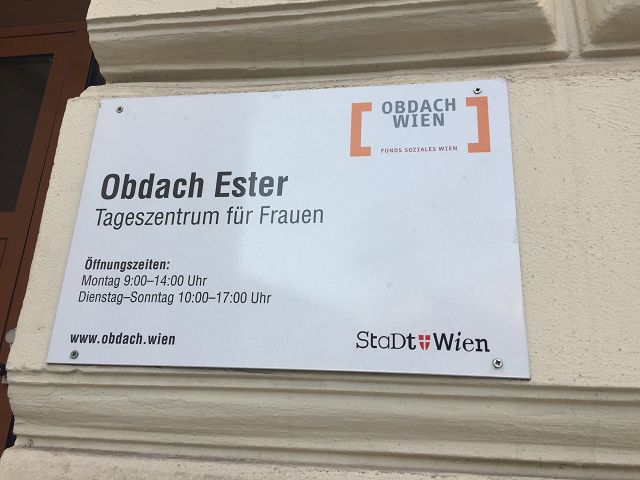 OBDACH
WIEN
FONDS SOZIALES WIEN
Obdach Ester
Tageszentrum für Frauen
Öffnungszeiten:
Montag 9:00–14:00 Uhr
Dienstag–Sonntag 10:00–17:00 Uhr
www.obdach.wien
StaDt Wien